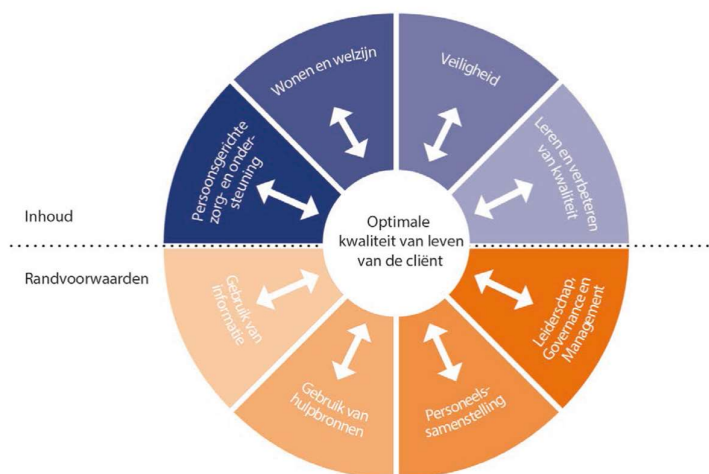 Wonen en welzijn
Veiligheid
Persoonsgerichte
zorg- en onder-
steuning
Leren en verbeteren
van kwaliteit
Inhoud
Optimale
kwaliteit van leven
van de cliënt
Randvoorwaarden
Gebruik van
informatie
Leiderschap,
Governance en
Management
Gebruik van
hulpbronnen
Personeels-
samenstelling